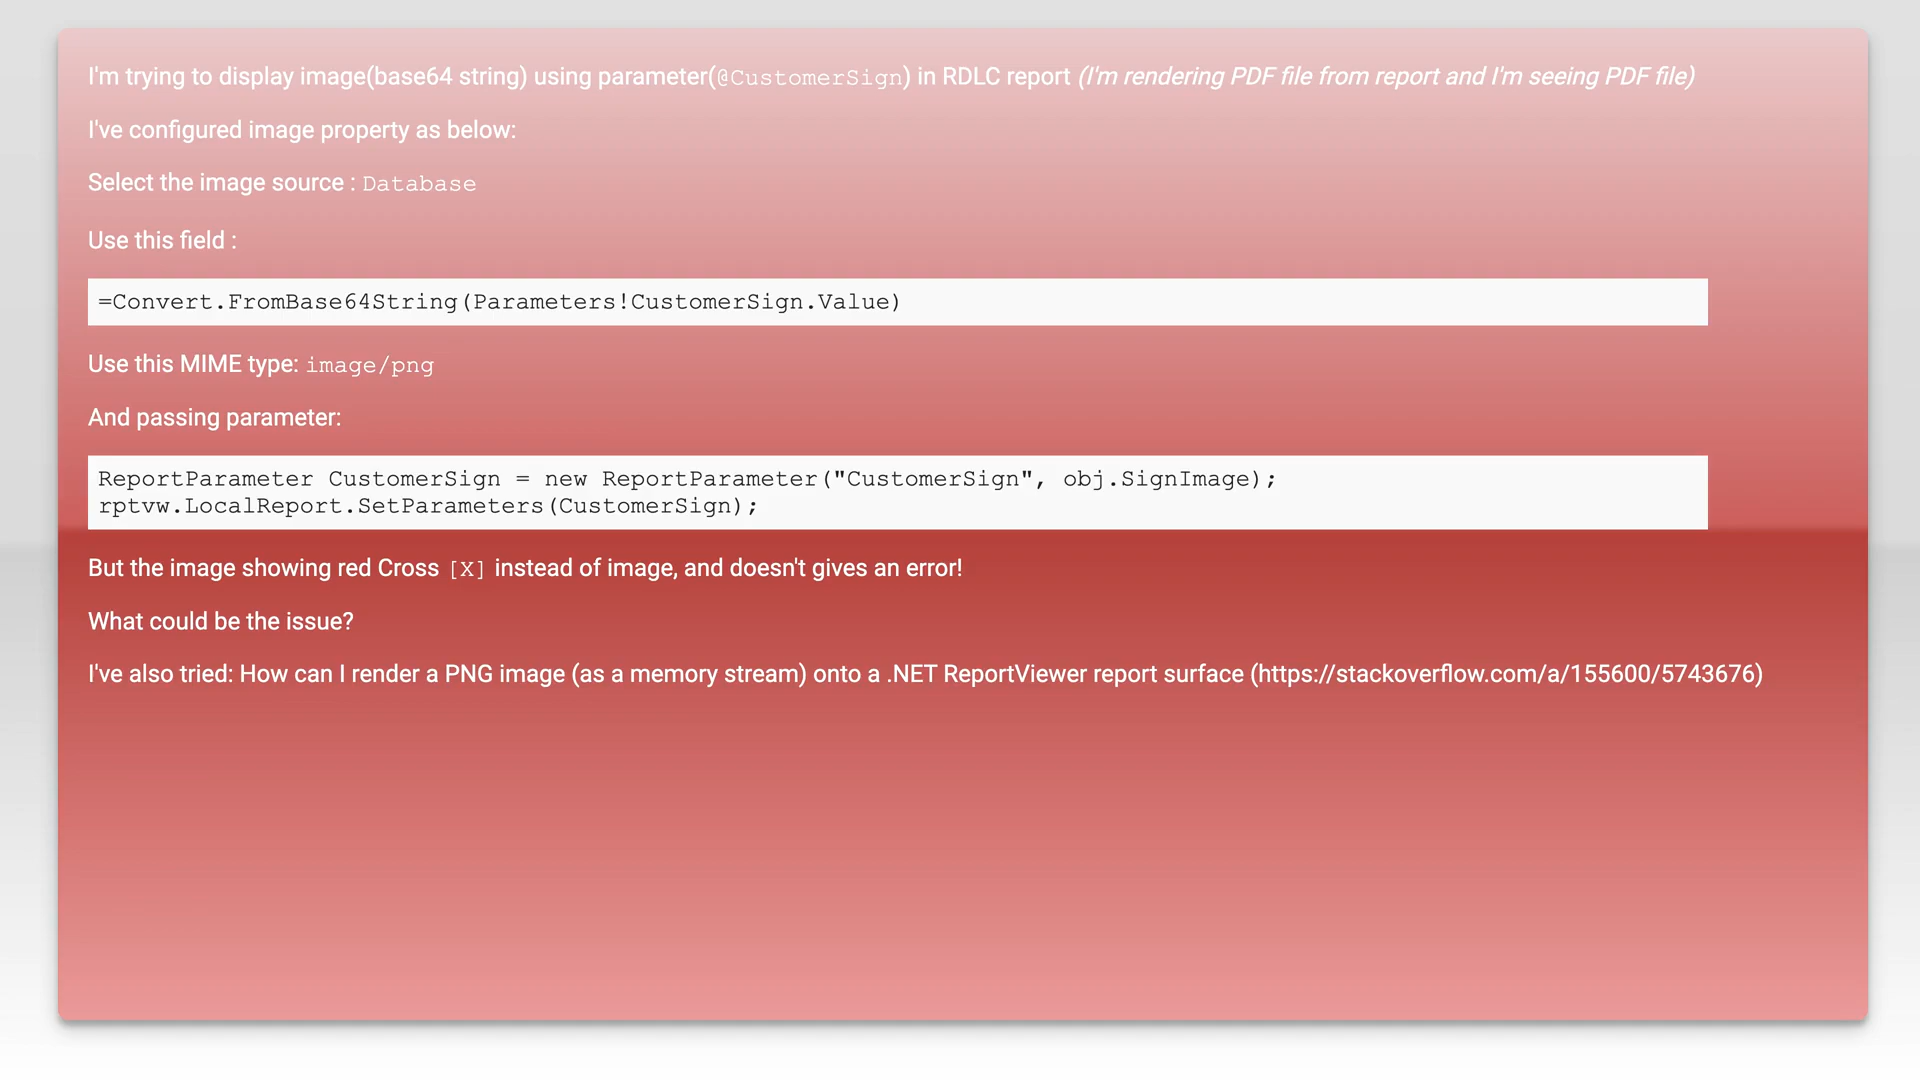 I'm trying to display image(base64 string) using parameter(@CustomerSign) in RDLC report (I'm rendering PDF file from report and I'm seeing PDF file)
I've configured image property as below:
Select the image source : Database
Use this field :
=Convert.FromBase64String(Parameters!CustomerSign.Value)
Use this MIME type: image/png
And passing parameter:
ReportParameter CustomerSign = new ReportParameter("CustomerSign", obj.SignImage);
rptvw.LocalReport.SetParameters(CustomerSign);
But the image showing red Cross [X] instead of image, and doesn't gives an error!
What could be the issue?
I've also tried: How can I render a PNG image (as a memory stream) onto a .NET ReportViewer report surface (https://stackoverflow.com/a/155600/5743676)